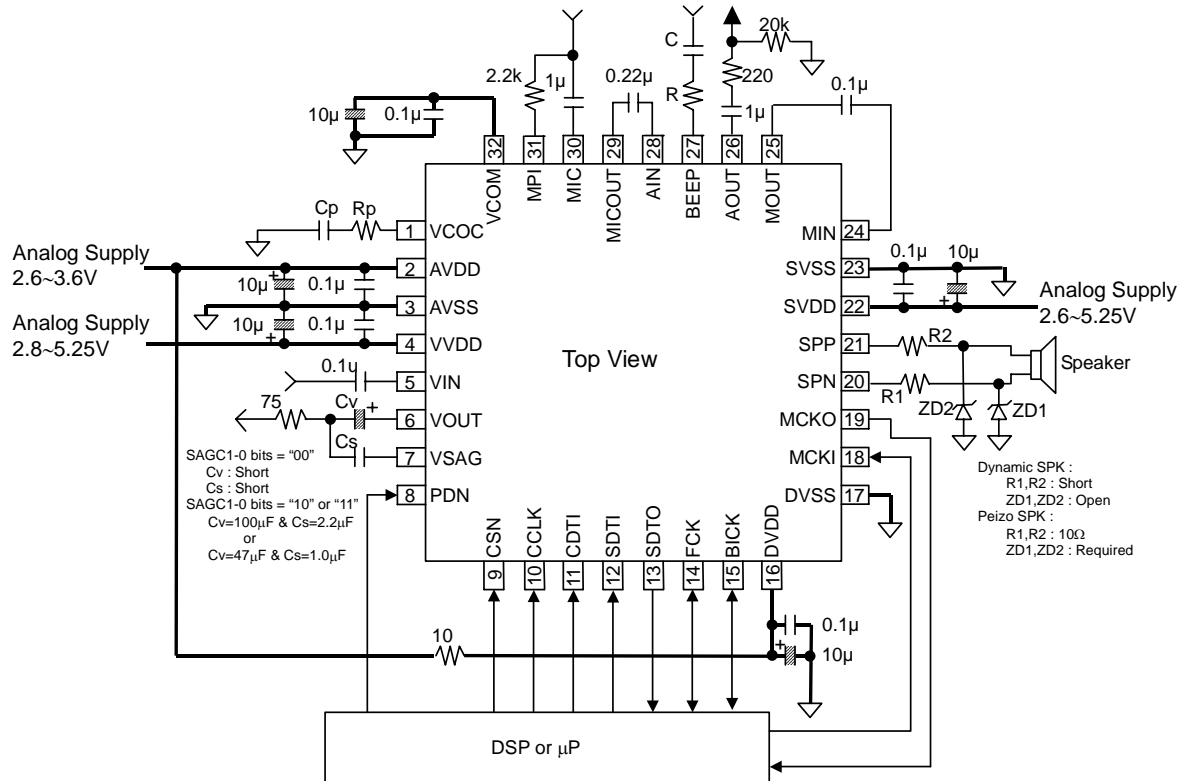 20k
C
2.2k
1µ
0.22µ
R
220
0.1µ
10µ
0.1µ
1µ
32
31
30
29
28
27
26
25
VCOM
MPI
MIC
MICOUT
AIN
BEEP
AOUT
MOUT
Cp
Rp
1
VCOC
MIN
24
Analog Supply
2.6~3.6V
2
AVDD
SVSS
23
0.1µ
10µ
+
10µ
0.1µ
3
AVSS
SVDD
22
+
Analog Supply
2.6~5.25V
Analog Supply
2.8~5.25V
10µ
0.1µ
+
4
VVDD
SPP
21
R2
Top View
Speaker
0.1u
5
VIN
SPN
20
R1
75
Cv
+
6
VOUT
MCKO
19
ZD2
ZD1
Cs
7
VSAG
MCKI
18
SAGC1-0 bits = “00”
Cv : Short
Cs : Short
SAGC1-0 bits = “10” or “11”
Cv=100µF & Cs=2.2µF
or
Cv=47µF & Cs=1.0µF
8
PDN
DVSS
17
Dynamic SPK :
R1,R2 : Short
ZD1,ZD2 : Open
Peizo SPK :
R1,R2 : 10Ω
ZD1,ZD2 : Required
CSN
CCLK
CDTI
SDTI
SDTO
FCK
BICK
DVDD
9
10
11
12
13
14
15
16
0.1µ
10
+
10µ
DSP or µP